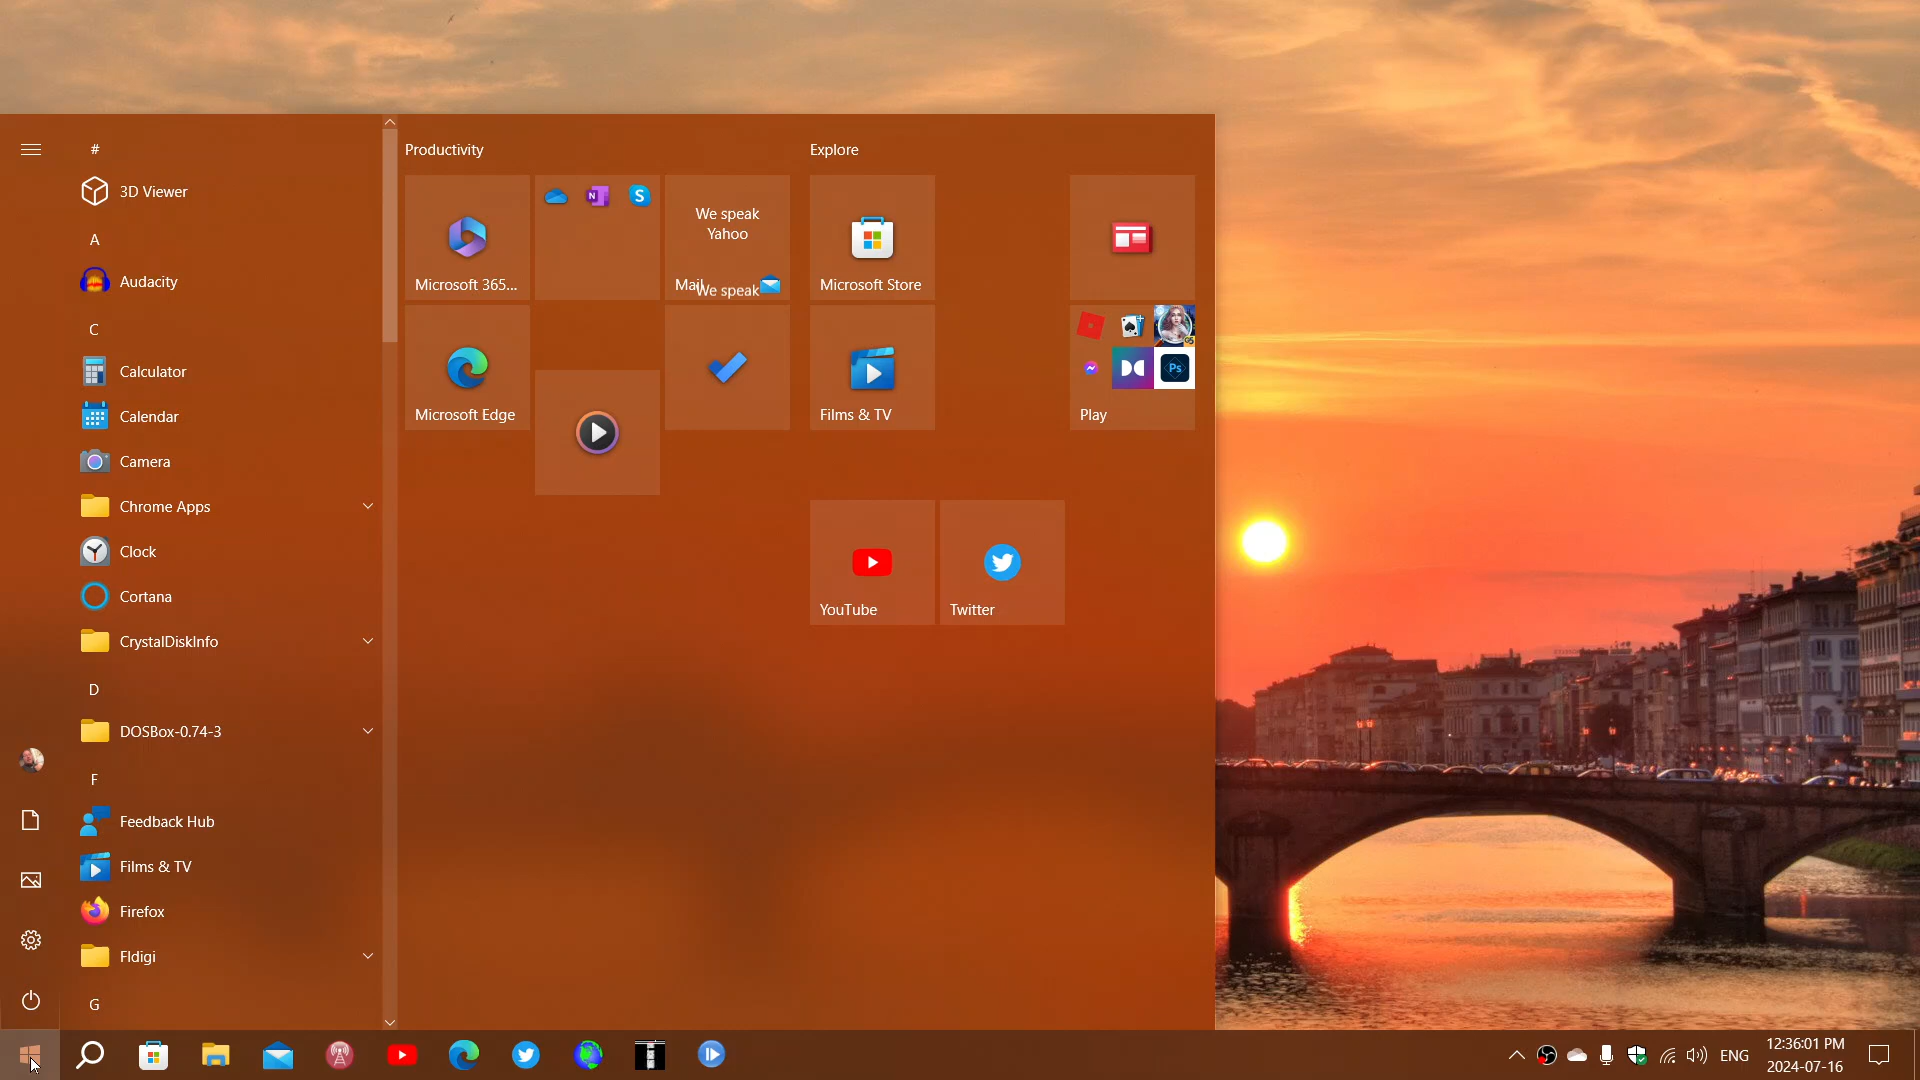 #
3D Viewer
A
Audacity
C
Calculator
Calendar
Camera
Chrome Apps
Clock
Cortana
CrystalDiskInfo
D
DOSBox-0.74-3
F
Feedback Hub
Films & TV
Firefox
Fldigi
G
Productivity
Microsoft 365...
N
S
We speak
Yahoo
Mail
We speak
Microsoft Edge
Explore
Microsoft Store
Films & TV
Ps
Play
YouTube
Twitter
ENG
12:36:01 PM
2024-07-16